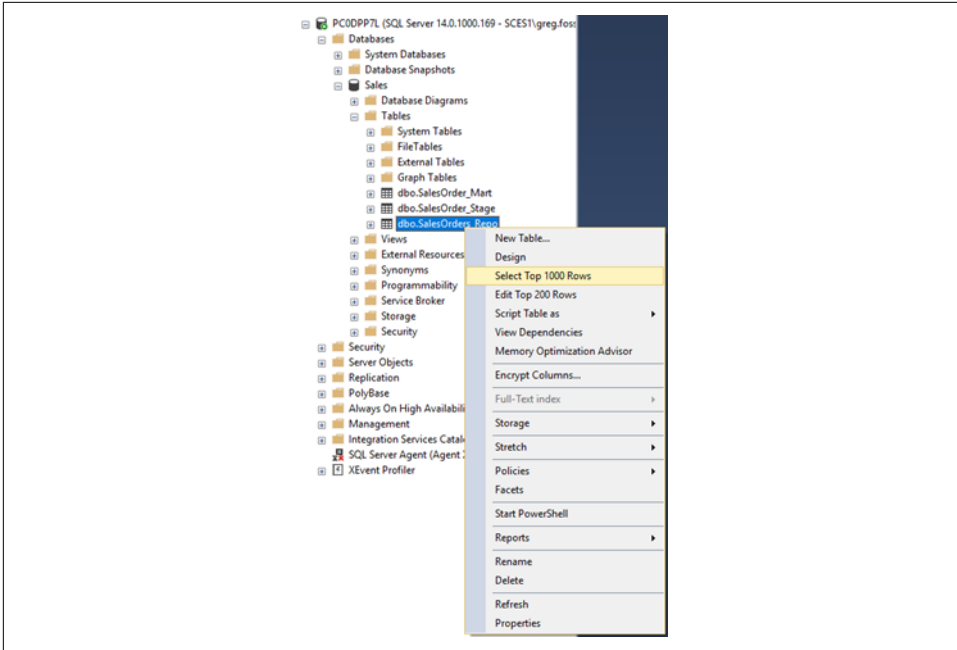 PC0DPP7L (SQL Server 14.0.1000.169 - SCES1\greg.foss
Databases
System Databases
Database Snapshots
Sales
Database Diagrams
Tables
System Tables
FileTables
External Tables
Graph Tables
dbo.SalesOrder_Mart
dbo.SalesOrder_Stage
dbo.SalesOrders_Repo
Views
External Resources
Synonyms
Programmability
Service Broker
Storage
Security
Security
Server Objects
Replication
PolyBase
Always On High Availabili
Management
Integration Services Catal
SQL Server Agent (Agent X
XEvent Profiler
New Table...
Design
Select Top 1000 Rows
Edit Top 200 Rows
Script Table as
View Dependencies
Memory Optimization Advisor
Encrypt Columns...
Full-Text index
Storage
Stretch
Policies
Facets
Start PowerShell
Reports
Rename
Delete
Refresh
Properties